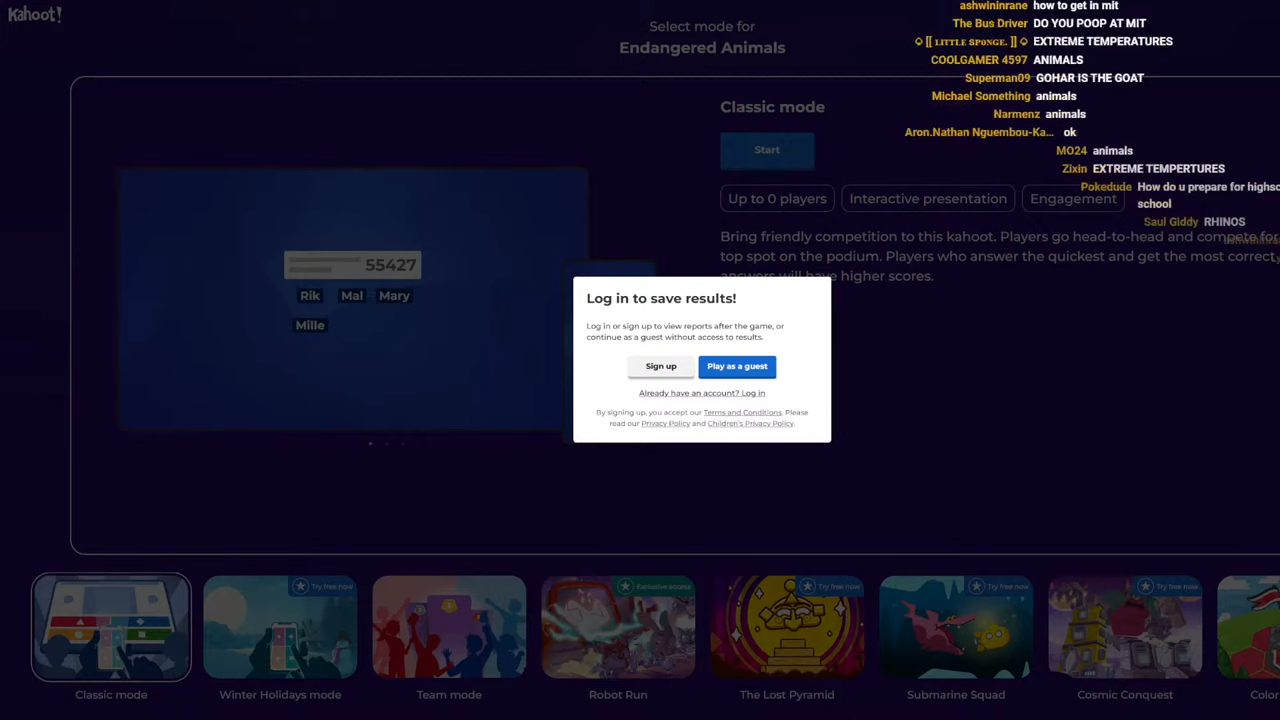 Kahoot!
Select mode for
Endangered Animals
ashwininrane how to get in mit
The Bus Driver DO YOU POOP AT MIT
[[ ʟɪᴛᴛʟᴇ sᴘᴏɴɢᴇ. ]] EXTREME TEMPERATURES
COOLGAMER 4597 ANIMALS
Superman09 GOHAR IS THE GOAT
Michael Something animals
Narmenz animals
Aron.Nathan Nguembou-Ka... ok
MO24 animals
Zixin EXTREME TEMPERTURES
Pokedude How do u prepare for highsc
school
Saul Giddy RHINOS
Classic mode
Start
Up to 0 players
Interactive presentation
Engagement
Bring friendly competition to this kahoot. Players go head-to-head and compete for
top spot on the podium. Players who answer the quickest and get the most correct,
answers will have higher scores.
55427
Rik Mal Mary
Mille
Log in to save results!
Log in or sign up to view reports after the game, or
continue as a guest without access to results.
Sign up
Play as a guest
Already have an account? Log in
By signing up, you accept our Terms and Conditions. Please
read our Privacy Policy and Children's Privacy Policy.
Try free now
Exclusive access
Try free now
Try free now
Try free now
Classic mode
Winter Holidays mode
Team mode
Robot Run
The Lost Pyramid
Submarine Squad
Cosmic Conquest
Color